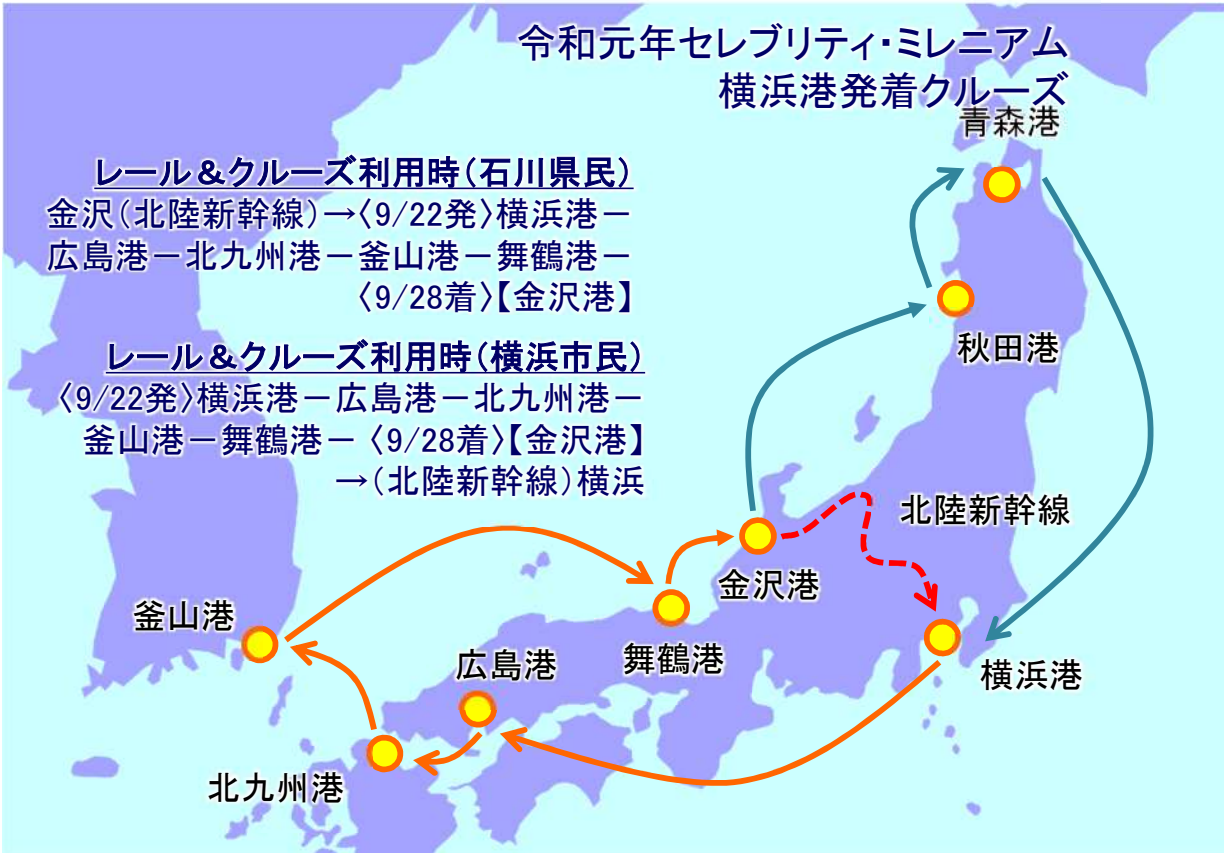 令和元年セレブリティ・ミレニアム
横浜港発着クルーズ
青森港
レール＆クルーズ利用時(石川県民)
金沢(北陸新幹線)→〈9/22発〉横浜港－
広島港－北九州港－釜山港－舞鶴港－
〈9/28着〉【金沢港】
レール＆クルーズ利用時(横浜市民)
〈9/22発〉横浜港－広島港－北九州港－
釜山港－舞鶴港－〈9/28着〉【金沢港】
→(北陸新幹線)横浜
秋田港
北陸新幹線
金沢港
釜山港
舞鶴港
広島港
横浜港
北九州港